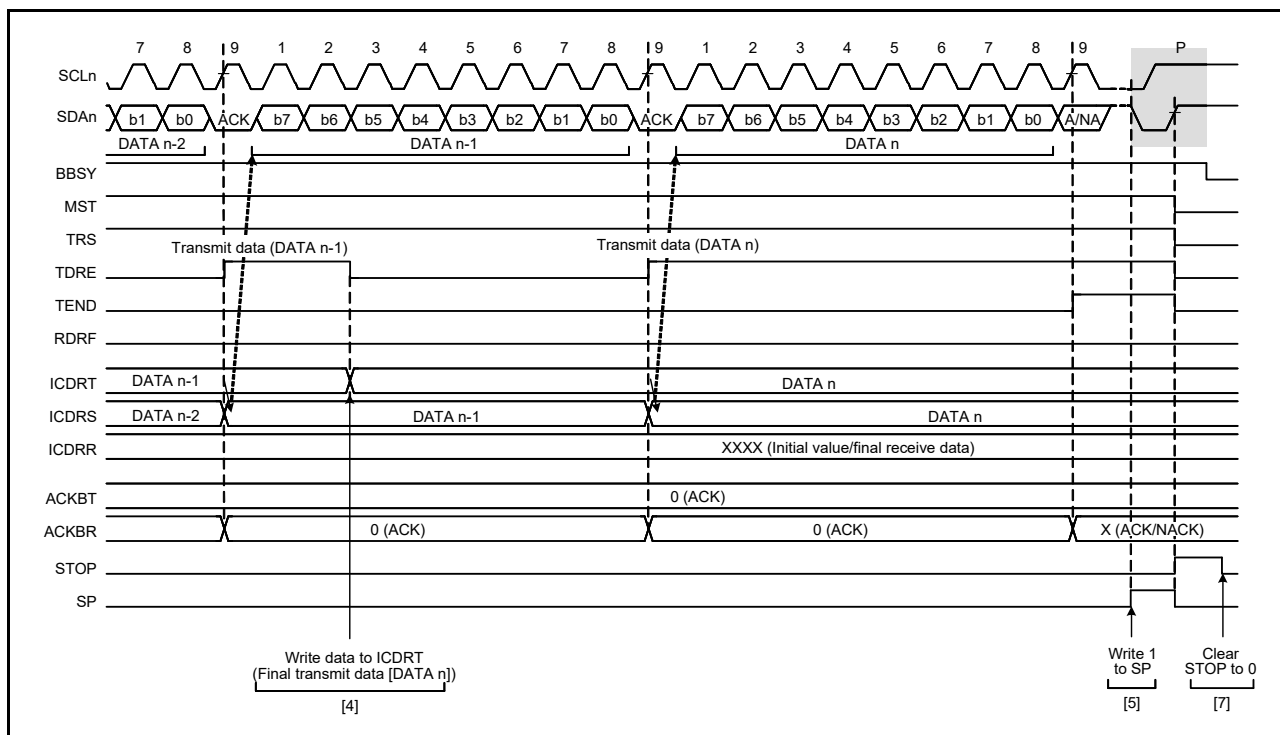 7 8 9 1 2 3 4 5 6 7 8 9 1 2 3 4 5 6 7 8 9 P
SCLn
SDAn b1 b0 ACK b7 b6 b5 b4 b3 b2 b1 b0 ACK b7 b6 b5 b4 b3 b2 b1 b0 A/NA
DATA n-2 DATA n-1 DATA n
BBSY
MST
TRS
Transmit data (DATA n-1) Transmit data (DATA n)
TDRE
TEND
RDRF
ICDRT DATA n-1 DATA n
ICDRS DATA n-2 DATA n-1 DATA n
ICDRR XXXX (Initial value/final receive data)
ACKBT 0 (ACK)
ACKBR 0 (ACK) 0 (ACK) X (ACK/NACK)
STOP
SP
Write data to ICDRT Write 1 Clear
(Final transmit data [DATA n]) to SP STOP to 0
[4] [5] [7]